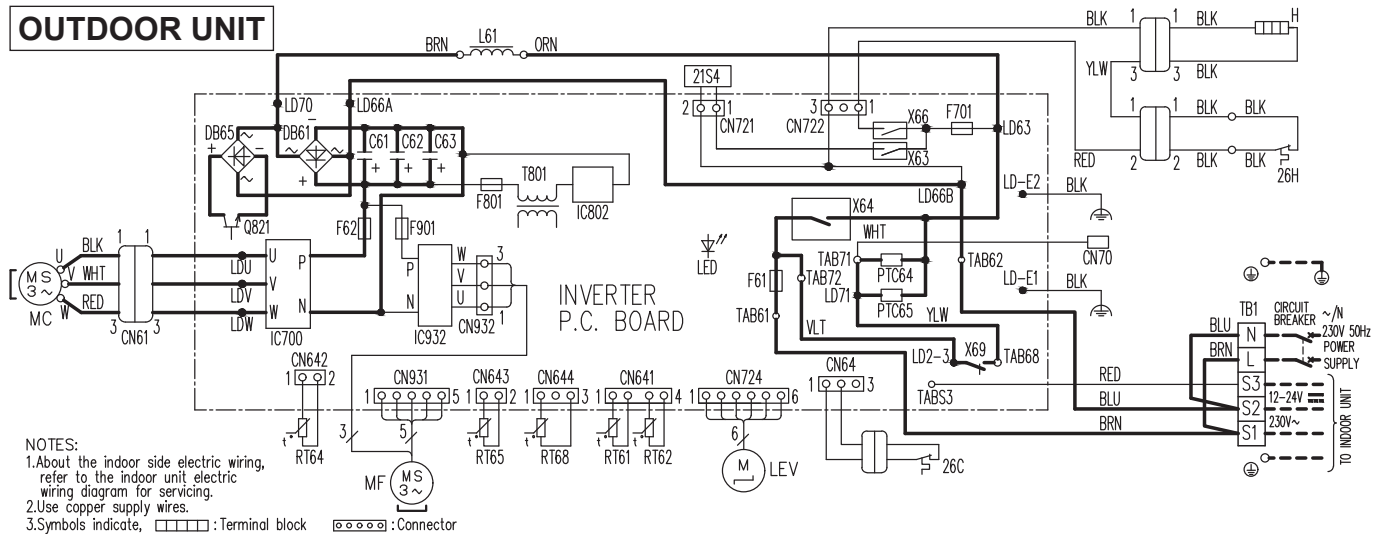 OUTDOOR UNIT
BRN L61 ORN
BLK 1 1 BLK H
YLW 3 3 BLK
21S4
2 1 CN721
3 1 CN722
X66
X63
F701
LD63
1 1 BLK BLK
RED 2 2 BLK BLK
26H
LD70
LD66A
DB65 ~ + - ~
DB61 - ~ ~ +
C61 C62 C63
+ + +
F801
T801
IC802
Q821
F62
F901
LD66B
LD-E2 BLK
X64
WHT
CN70
LED
TAB71
TAB62
PTC64
LD-E1 BLK
F61
TAB72
LD71
PTC65
TAB61
VLT
YLW
LD2-3
X69
TAB68
U BLK 1 1
V WHT
W RED 3 3
MS
3~
MC
CN61
LDU
LDV
LDW
U
V
W
P
N
IC700
P
N
W 3
V
U 1
IC932
CN932
INVERTER
P.C. BOARD
TB1
CIRCUIT
BREAKER
~/N
230V 50Hz
POWER
SUPPLY
BLU N
BRN L
RED S3
12-24V
BLU S2
230V~
BRN S1
TO INDOOR UNIT
TABS3
CN642
1 2
t°
RT64
3
CN931
1 5
5
MF
MS
3~
CN643
1 2
t°
RT65
CN644
1 3
t°
RT68
CN641
1 4
t° t°
RT61 RT62
CN724
1 6
6
M
LEV
CN64
1 3
26C
NOTES:
1.About the indoor side electric wiring,
refer to the indoor unit electric
wiring diagram for servicing.
2.Use copper supply wires.
3.Symbols indicate, : Terminal block : Connector